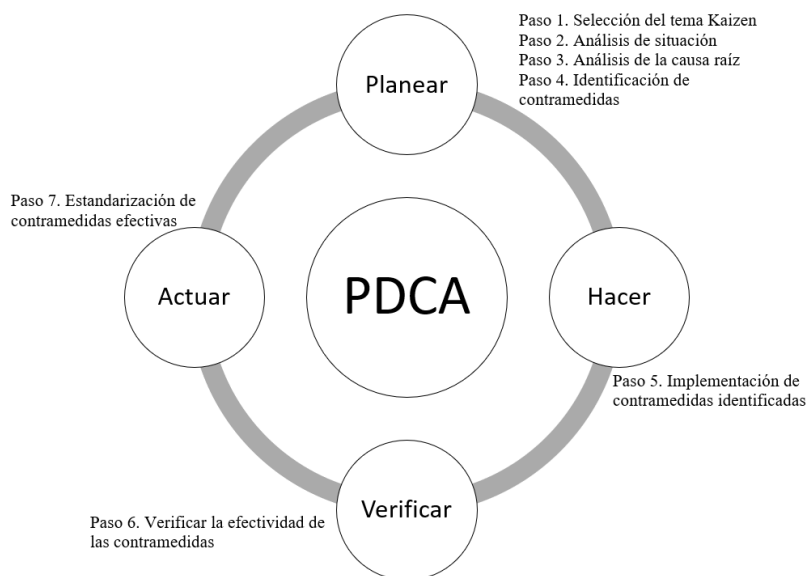 Paso 1. Selección del tema Kaizen
Paso 2. Análisis de situación
Paso 3. Análisis de la causa raíz
Paso 4. Identificación de
contramedidas
Planear
Paso 7. Estandarización de
contramedidas efectivas
Actuar
PDCA
Hacer
Paso 5. Implementación de
contramedidas identificadas
Verificar
Paso 6. Verificar la efectividad de
las contramedidas